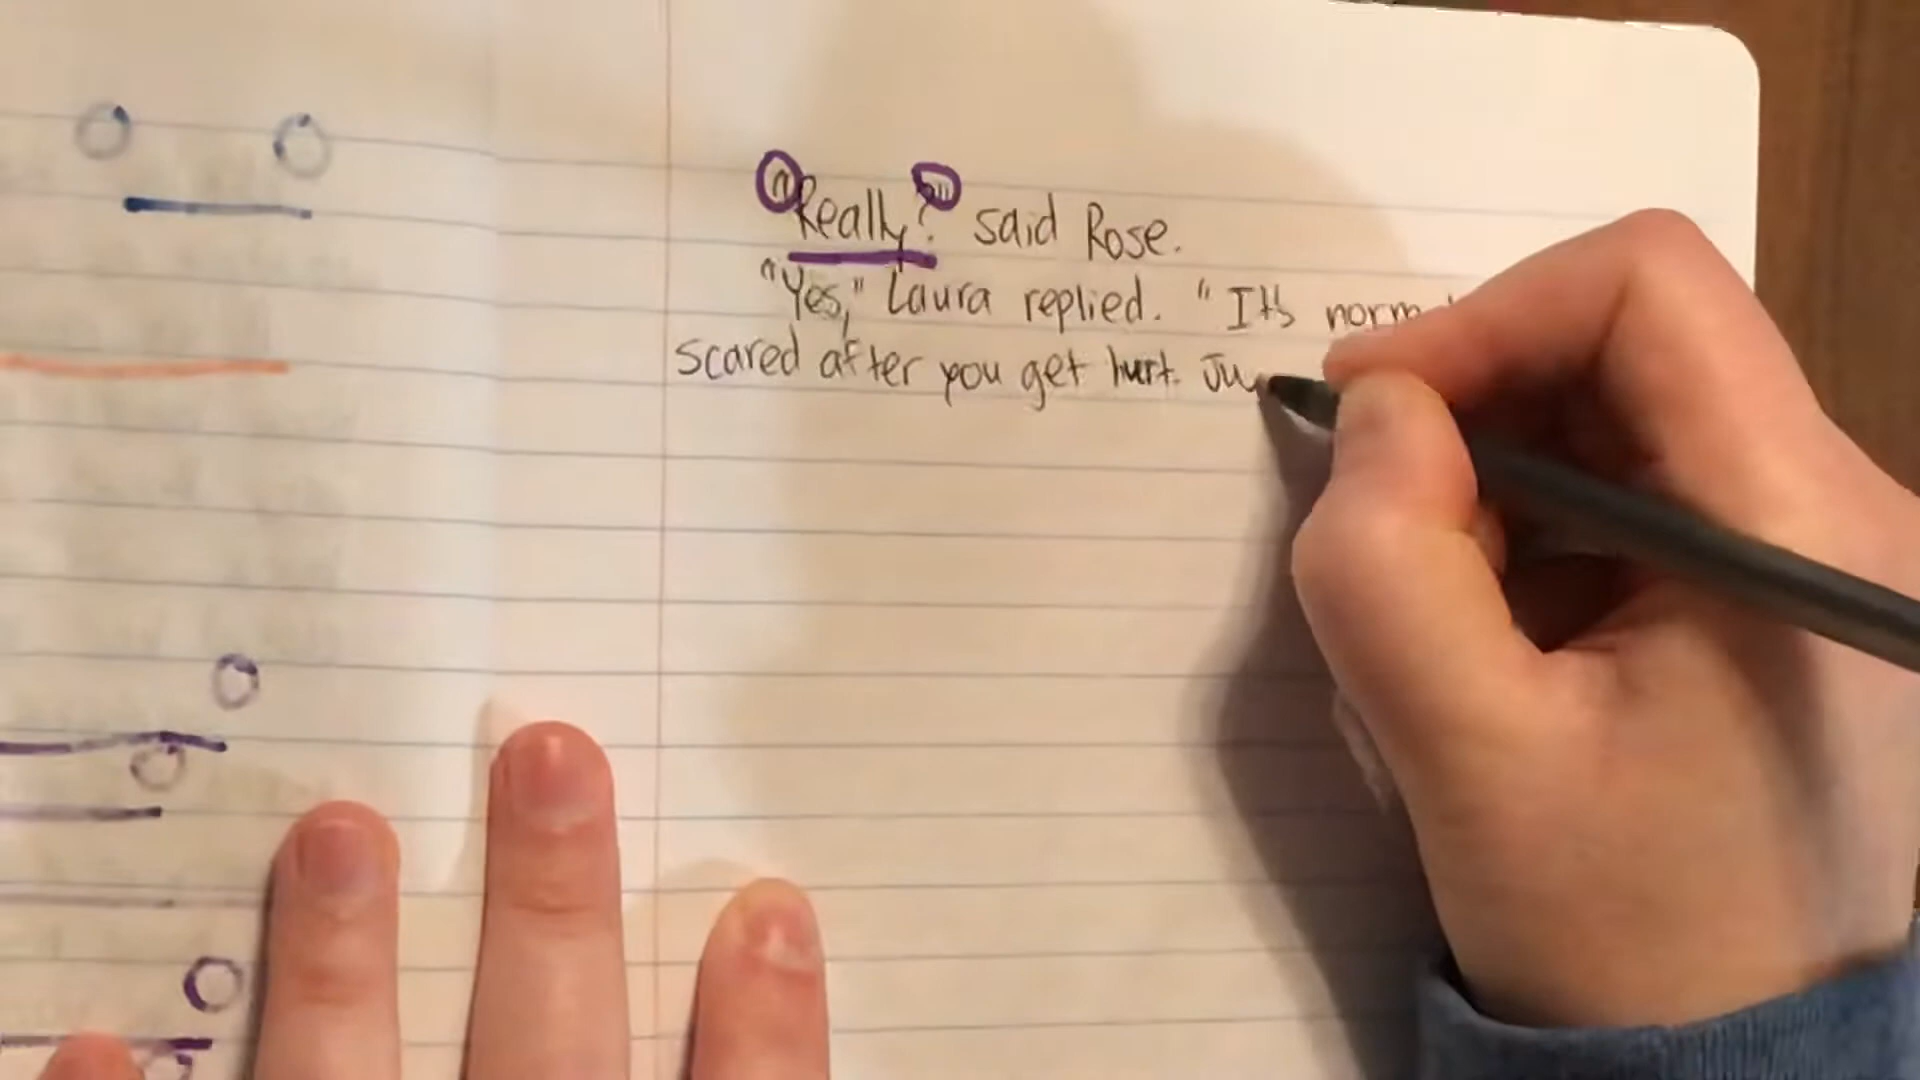 "Really?" said Rose.
"Yes," Laura replied. "It's
scared after you get hurt.